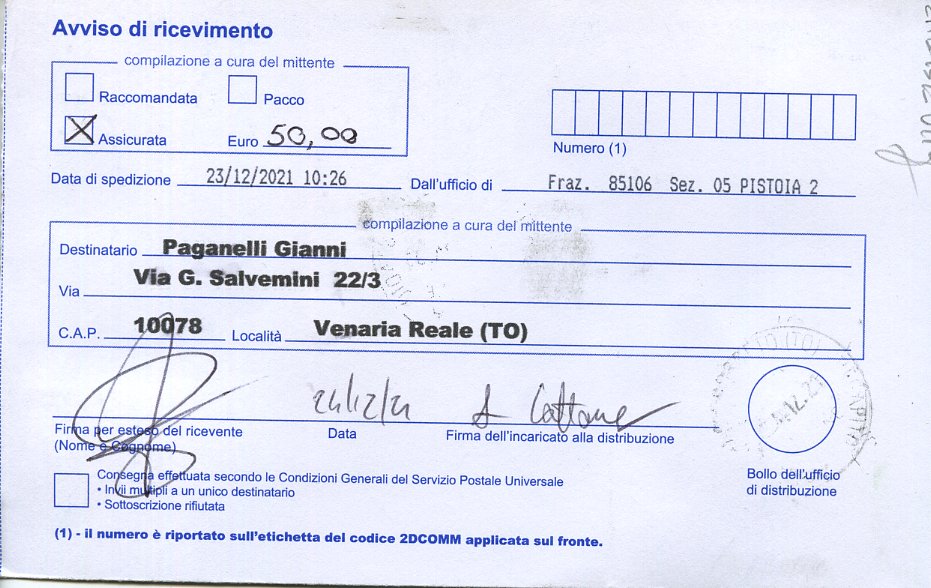 Avviso di ricevimento
compilazione a cura del mittente
Raccomandata Pacco
X Assicurata Euro 50,00
Numero (1)
Data di spedizione 23/12/2021 10:26 Dall'ufficio di Fraz. 85106 Sez. 05 PISTOIA 2
compilazione a cura del mittente
Destinatario Paganelli Gianni
Via Via G. Salvemini 22/3
C.A.P. 10078 Località Venaria Reale (TO)
Firma per esteso del ricevente
(Nome e Cognome)
Data
Firma dell'incaricato alla distribuzione
Bollo dell'ufficio
di distribuzione
Consegna effettuata secondo le Condizioni Generali del Servizio Postale Universale
• Invii multipli a un unico destinatario
• Sottoscrizione rifiutata
(1) - il numero è riportato sull'etichetta del codice 2DCOMM applicata sul fronte.